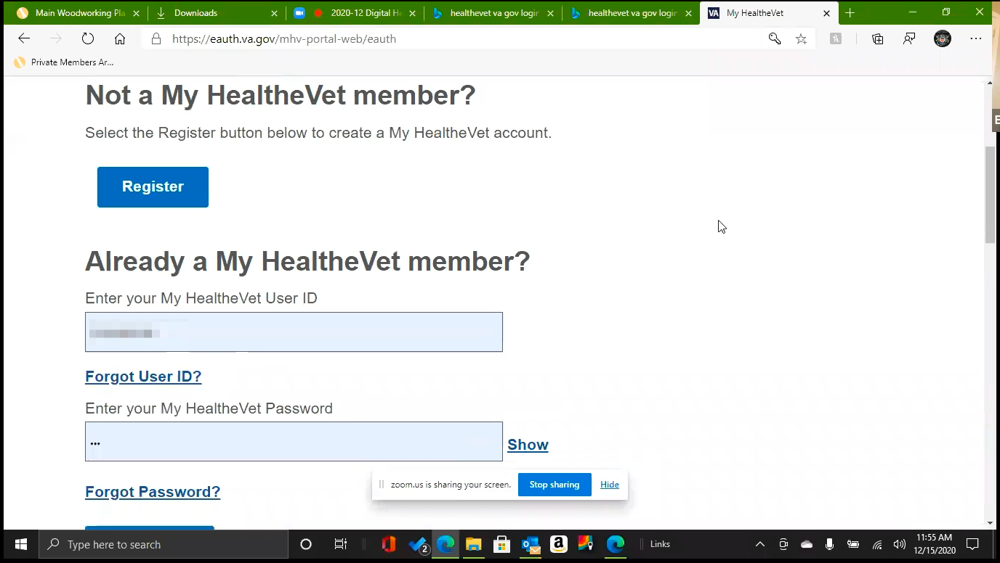 Main Woodworking Pla
Downloads
2020-12 Digital He
healthevet va gov login
healthevet va gov login
VA My HealtheVet
https://eauth.va.gov/mhv-portal-web/eauth
Private Members Ar...
Not a My HealtheVet member?
Select the Register button below to create a My HealtheVet account.
Register
Already a My HealtheVet member?
Enter your My HealtheVet User ID
Forgot User ID?
Enter your My HealtheVet Password
•••
Show
zoom.us is sharing your screen.
Stop sharing
Hide
Forgot Password?
Type here to search
2
Links
11:55 AM
12/15/2020